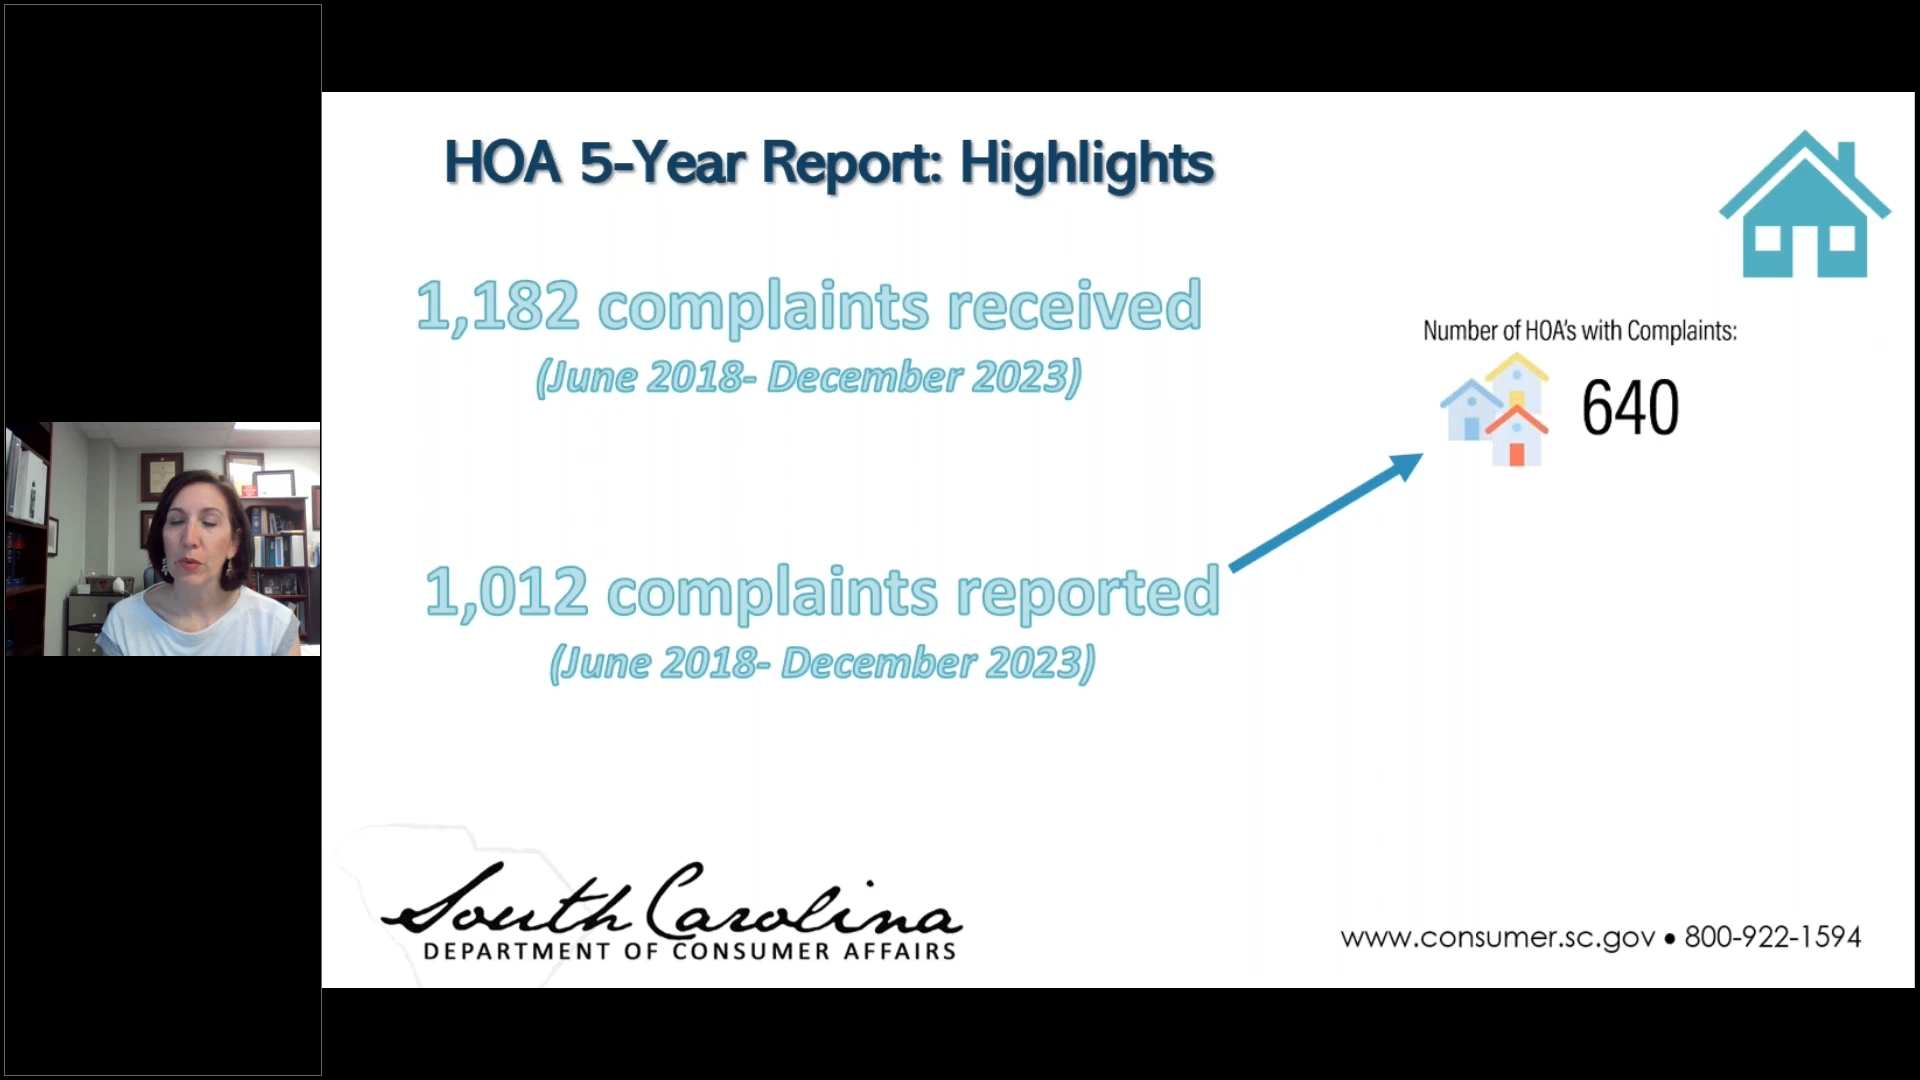 HOA 5-Year Report: Highlights
1,182 complaints received
(June 2018- December 2023)
Number of HOA's with Complaints:
640
1,012 complaints reported
(June 2018- December 2023)
South Carolina
DEPARTMENT OF CONSUMER AFFAIRS
www.consumer.sc.gov • 800-922-1594